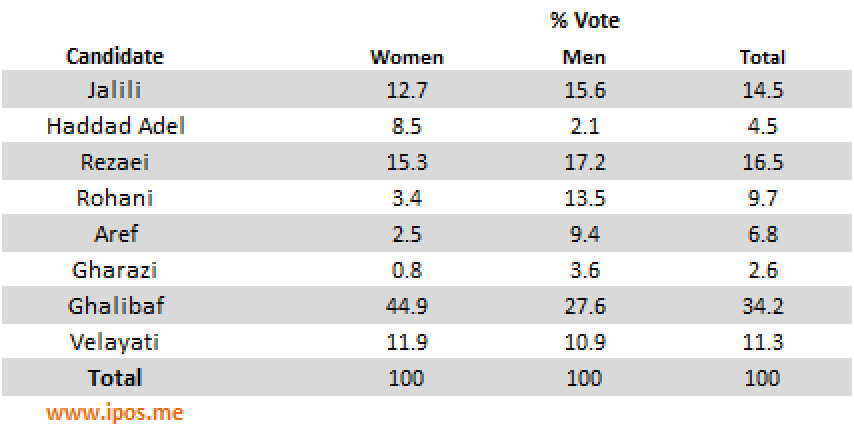 % Vote
Candidate Women Men Total
Jalili 12.7 15.6 14.5
Haddad Adel 8.5 2.1 4.5
Rezaei 15.3 17.2 16.5
Rohani 3.4 13.5 9.7
Aref 2.5 9.4 6.8
Gharazi 0.8 3.6 2.6
Ghalibaf 44.9 27.6 34.2
Velayati 11.9 10.9 11.3
Total 100 100 100
www.ipos.me